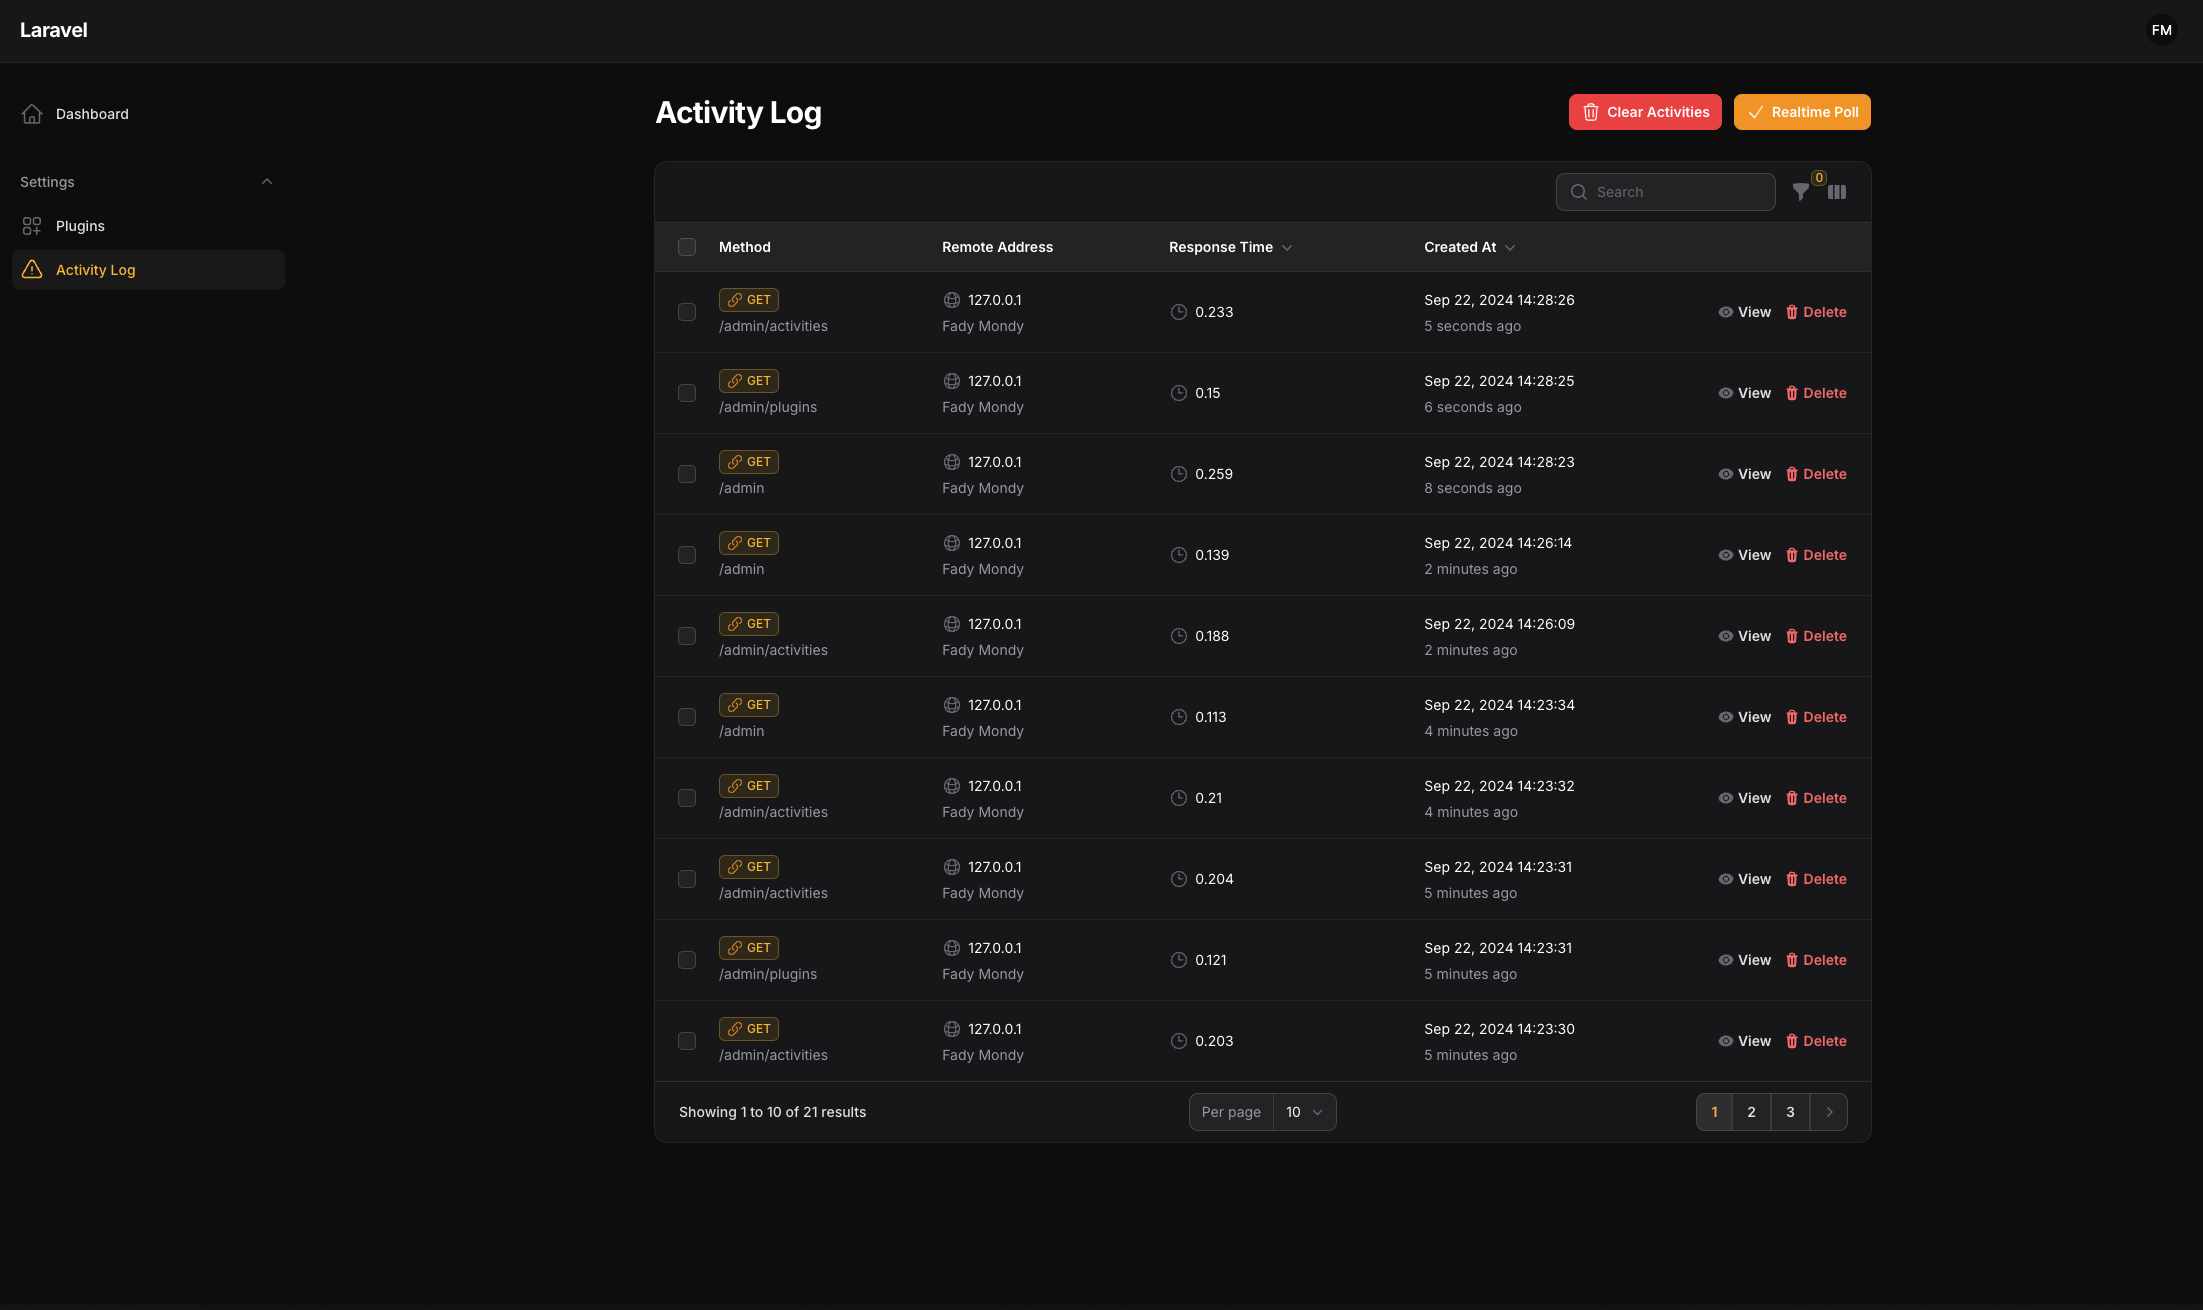 Laravel
FM
Dashboard
Settings
Plugins
Activity Log
Activity Log
Clear Activities
Realtime Poll
Search
0
Method Remote Address Response Time Created At
GET 127.0.0.1 0.233 Sep 22, 2024 14:28:26 View Delete
/admin/activities Fady Mondy 5 seconds ago
GET 127.0.0.1 0.15 Sep 22, 2024 14:28:25 View Delete
/admin/plugins Fady Mondy 6 seconds ago
GET 127.0.0.1 0.259 Sep 22, 2024 14:28:23 View Delete
/admin Fady Mondy 8 seconds ago
GET 127.0.0.1 0.139 Sep 22, 2024 14:26:14 View Delete
/admin Fady Mondy 2 minutes ago
GET 127.0.0.1 0.188 Sep 22, 2024 14:26:09 View Delete
/admin/activities Fady Mondy 2 minutes ago
GET 127.0.0.1 0.113 Sep 22, 2024 14:23:34 View Delete
/admin Fady Mondy 4 minutes ago
GET 127.0.0.1 0.21 Sep 22, 2024 14:23:32 View Delete
/admin/activities Fady Mondy 4 minutes ago
GET 127.0.0.1 0.204 Sep 22, 2024 14:23:31 View Delete
/admin/activities Fady Mondy 5 minutes ago
GET 127.0.0.1 0.121 Sep 22, 2024 14:23:31 View Delete
/admin/plugins Fady Mondy 5 minutes ago
GET 127.0.0.1 0.203 Sep 22, 2024 14:23:30 View Delete
/admin/activities Fady Mondy 5 minutes ago
Showing 1 to 10 of 21 results Per page 10 1 2 3